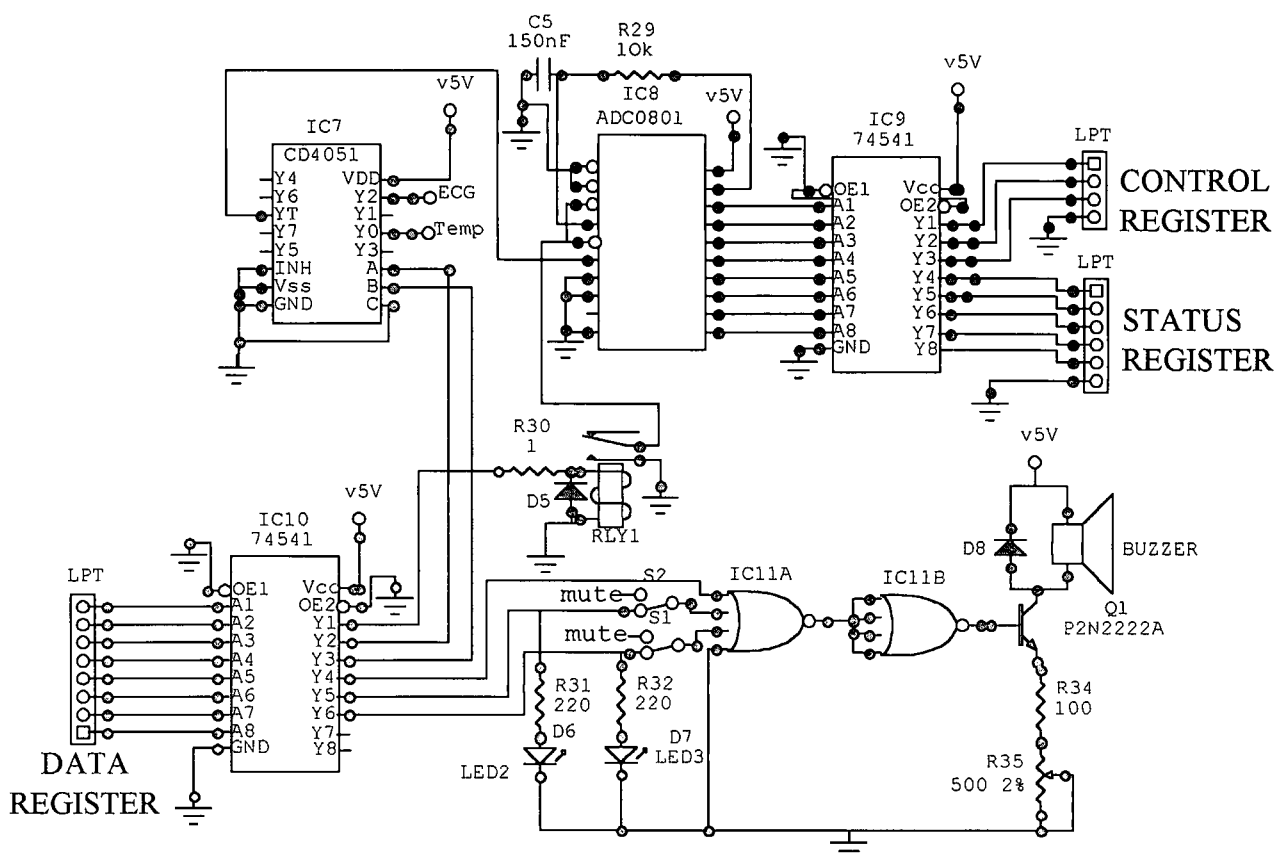 C5
150nF
R29
10k
IC8
ADC0801
v5V
v5V
v5V
IC9
74541
LPT
CONTROL
REGISTER
IC7
CD4051
Y4
Y6
YT
Y7
Y5
INH
Vss
GND
VDD
Y2
Y1
Y0
Y3
A
B
C
ECG
Temp
OE1
A1
A2
A3
A4
A5
A6
A7
A8
GND
Vcc
OE2
Y1
Y2
Y3
Y4
Y5
Y6
Y7
Y8
LPT
STATUS
REGISTER
R30
1
D5
RLY1
v5V
IC10
74541
LPT
OE1
A1
A2
A3
A4
A5
A6
A7
A8
GND
Vcc
OE2
Y1
Y2
Y3
Y4
Y5
Y6
Y7
Y8
DATA
REGISTER
S2
mute
S1
mute
IC11A
IC11B
v5V
D8
BUZZER
Q1
P2N2222A
R31
220
R32
220
D6
LED2
D7
LED3
R34
100
R35
500 2%